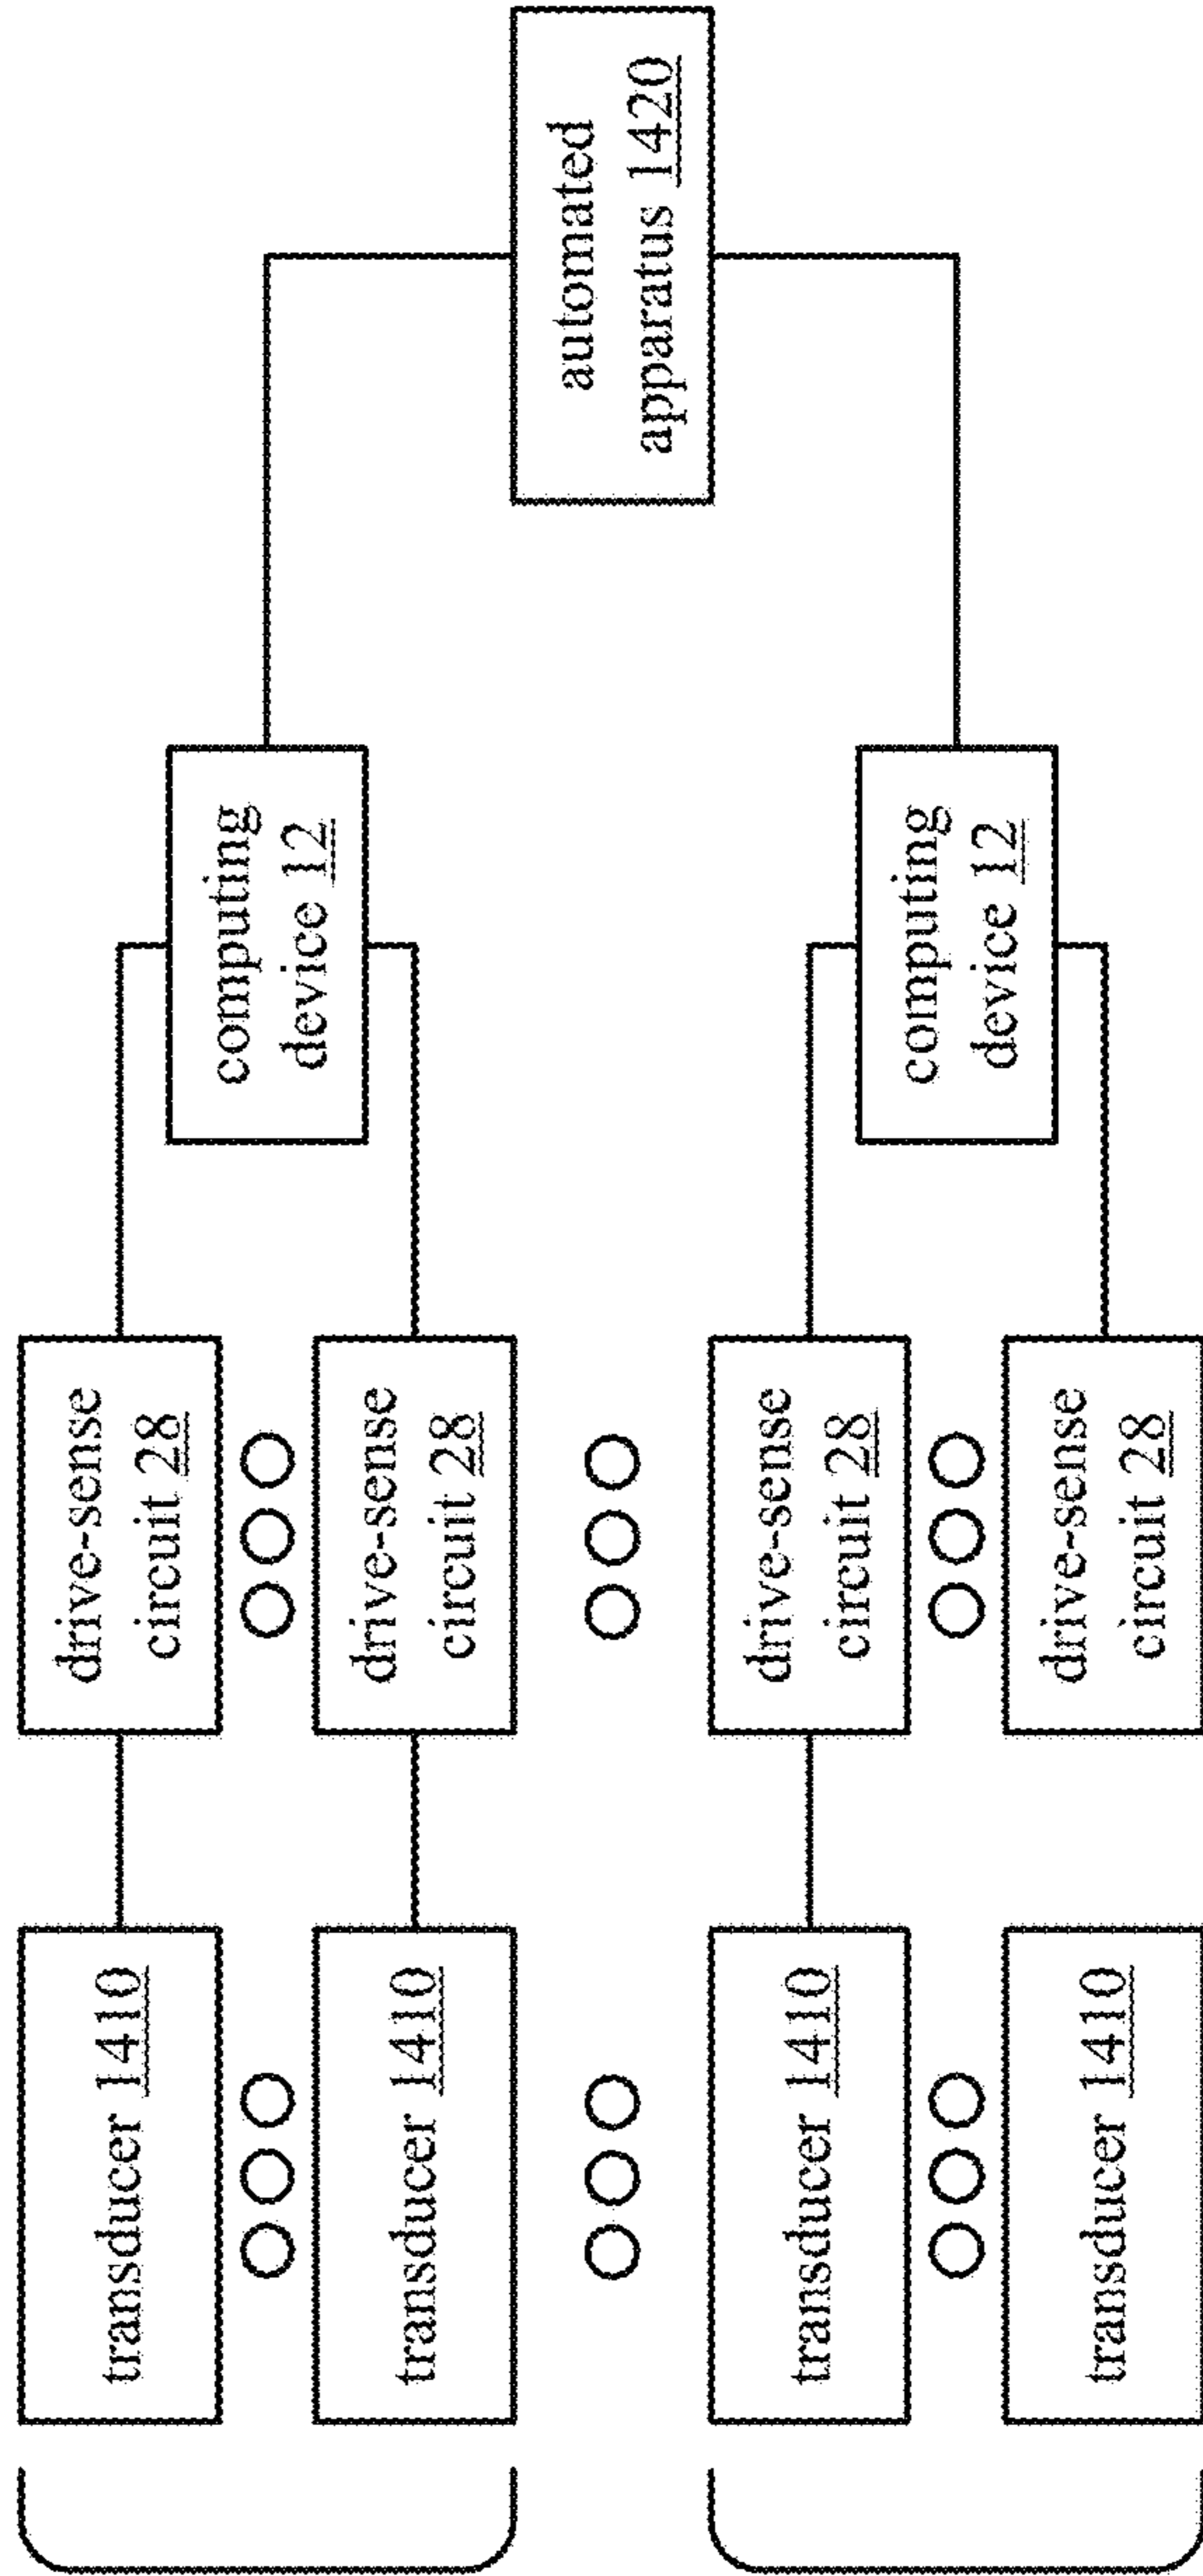 transducer 1410
drive-sense
circuit 28
computing
device 12
transducer 1410
drive-sense
circuit 28
automated
apparatus 1420
transducer 1410
drive-sense
circuit 28
computing
device 12
transducer 1410
drive-sense
circuit 28